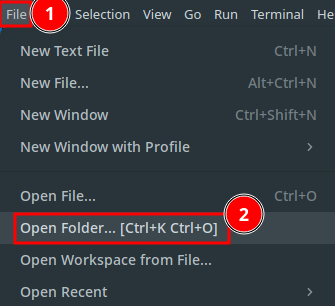 File 1 Selection View Go Run Terminal He
New Text File Ctrl+N
New File... Alt+Ctrl+N
New Window Ctrl+Shift+N
New Window with Profile
Open File... Ctrl+O
2
Open Folder... [Ctrl+K Ctrl+O]
Open Workspace from File...
Open Recent